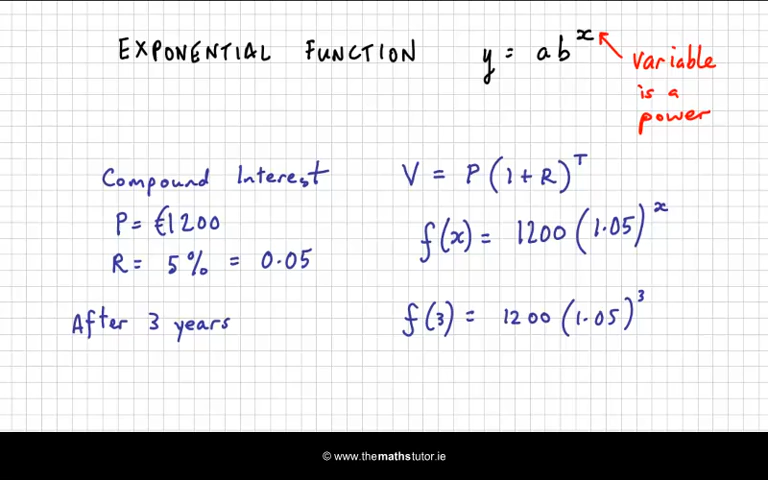 EXPONENTIAL FUNCTION y = ab^x
variable
is a
power
Compound Interest V = P(1+R)^T
P = €1200
f(x) = 1200(1.05)^x
R = 5% = 0.05
After 3 years f(3) = 1200(1.05)^3
© www.themathstutor.ie